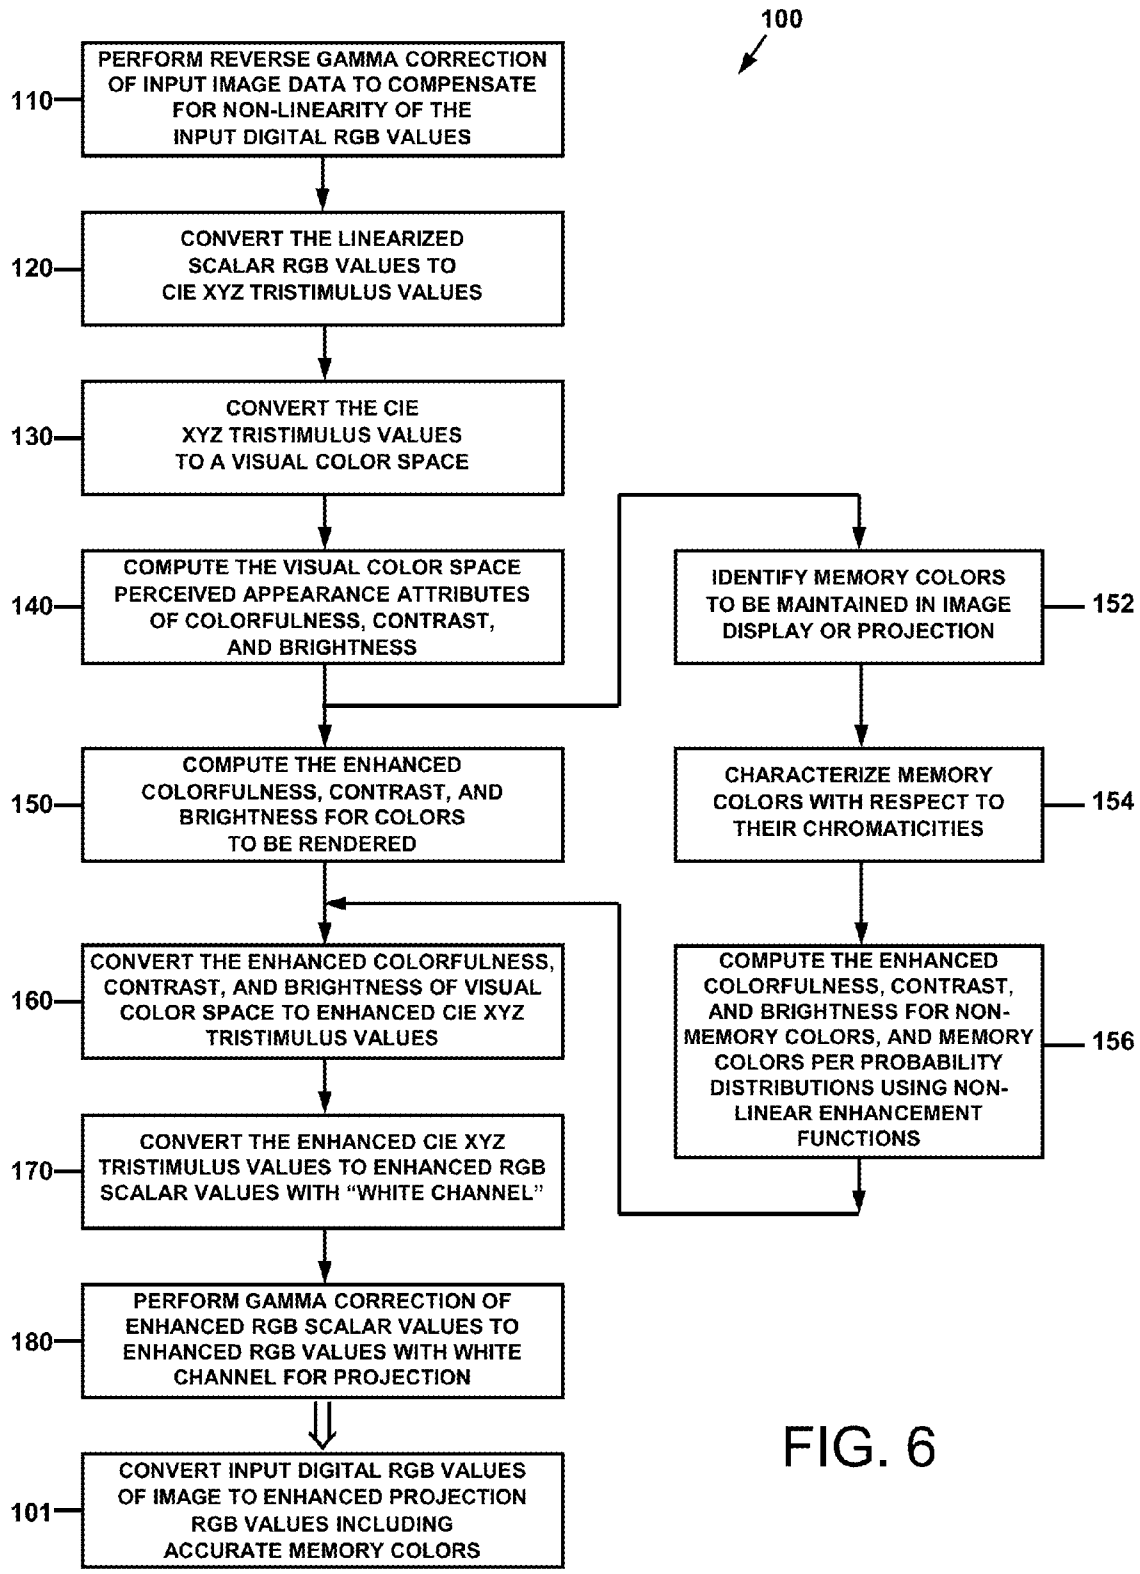 100
110
PERFORM REVERSE GAMMA CORRECTION
OF INPUT IMAGE DATA TO COMPENSATE
FOR NON-LINEARITY OF THE
INPUT DIGITAL RGB VALUES
120
CONVERT THE LINEARIZED
SCALAR RGB VALUES TO
CIE XYZ TRISTIMULUS VALUES
130
CONVERT THE CIE
XYZ TRISTIMULUS VALUES
TO A VISUAL COLOR SPACE
140
COMPUTE THE VISUAL COLOR SPACE
PERCEIVED APPEARANCE ATTRIBUTES
OF COLORFULNESS, CONTRAST,
AND BRIGHTNESS
150
COMPUTE THE ENHANCED
COLORFULNESS, CONTRAST, AND
BRIGHTNESS FOR COLORS
TO BE RENDERED
152
IDENTIFY MEMORY COLORS
TO BE MAINTAINED IN IMAGE
DISPLAY OR PROJECTION
154
CHARACTERIZE MEMORY
COLORS WITH RESPECT TO
THEIR CHROMATICITIES
156
COMPUTE THE ENHANCED
COLORFULNESS, CONTRAST,
AND BRIGHTNESS FOR NON-
MEMORY COLORS, AND MEMORY
COLORS PER PROBABILITY
DISTRIBUTIONS USING NON-
LINEAR ENHANCEMENT
FUNCTIONS
160
CONVERT THE ENHANCED COLORFULNESS,
CONTRAST, AND BRIGHTNESS OF VISUAL
COLOR SPACE TO ENHANCED CIE XYZ
TRISTIMULUS VALUES
170
CONVERT THE ENHANCED CIE XYZ
TRISTIMULUS VALUES TO ENHANCED RGB
SCALAR VALUES WITH “WHITE CHANNEL”
180
PERFORM GAMMA CORRECTION OF
ENHANCED RGB SCALAR VALUES TO
ENHANCED RGB VALUES WITH WHITE
CHANNEL FOR PROJECTION
101
CONVERT INPUT DIGITAL RGB VALUES
OF IMAGE TO ENHANCED PROJECTION
RGB VALUES INCLUDING
ACCURATE MEMORY COLORS
FIG. 6